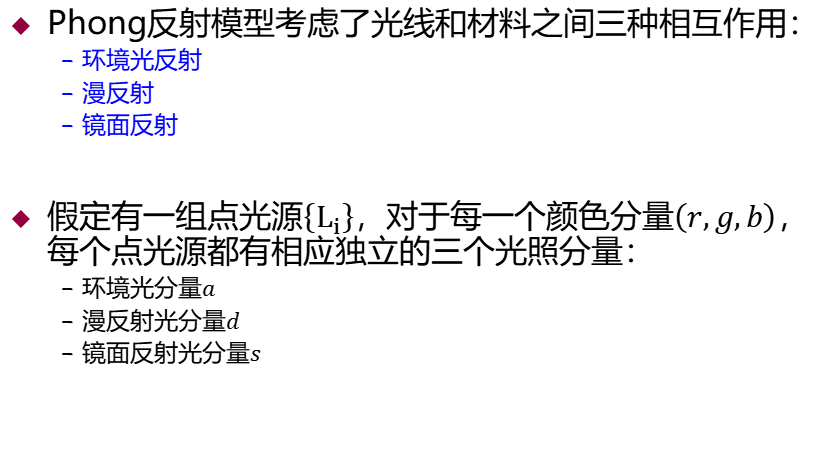 ◆ Phong反射模型考虑了光线和材料之间三种相互作用：
– 环境光反射
– 漫反射
– 镜面反射
◆ 假定有一组点光源{L_i}，对于每一个颜色分量(r, g, b)，
每个点光源都有相应独立的三个光照分量：
– 环境光分量a
– 漫反射光分量d
– 镜面反射光分量s